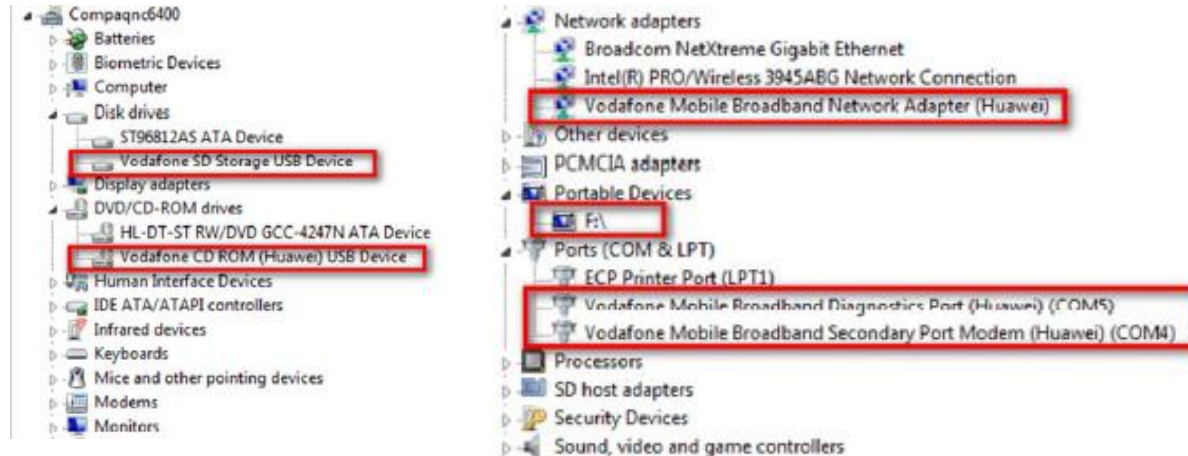 Compaqnc6400
Batteries
Biometric Devices
Computer
Disk drives
ST96812AS ATA Device
Vodafone SD Storage USB Device
Display adapters
DVD/CD-ROM drives
HL-DT-ST RW/DVD GCC-4247N ATA Device
Vodafone CD ROM (Huawei) USB Device
Human Interface Devices
IDE ATA/ATAPI controllers
Infrared devices
Keyboards
Mice and other pointing devices
Modems
Monitors
Network adapters
Broadcom NetXtreme Gigabit Ethernet
Intel(R) PRO/Wireless 3945ABG Network Connection
Vodafone Mobile Broadband Network Adapter (Huawei)
Other devices
PCMCIA adapters
Portable Devices
F:\
Ports (COM & LPT)
ECP Printer Port (LPT1)
Vodafone Mobile Broadband Diagnostics Port (Huawei) (COM5)
Vodafone Mobile Broadband Secondary Port Modem (Huawei) (COM4)
Processors
SD host adapters
Security Devices
Sound, video and game controllers